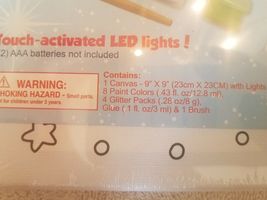 Touch-activated LED lights !
2) AAA batteries not included
WARNING:
CHOKING HAZARD - Small parts.
Not for children under 3 years.
Contains:
1 Canvas - 9" X 9" (23cm X 23CM) with Lights
8 Paint Colors ( .43 fl. oz/12.8 ml),
4 Glitter Packs (.28 oz/8 g),
Glue ( .1 fl. oz/3 ml) & 1 Brush.